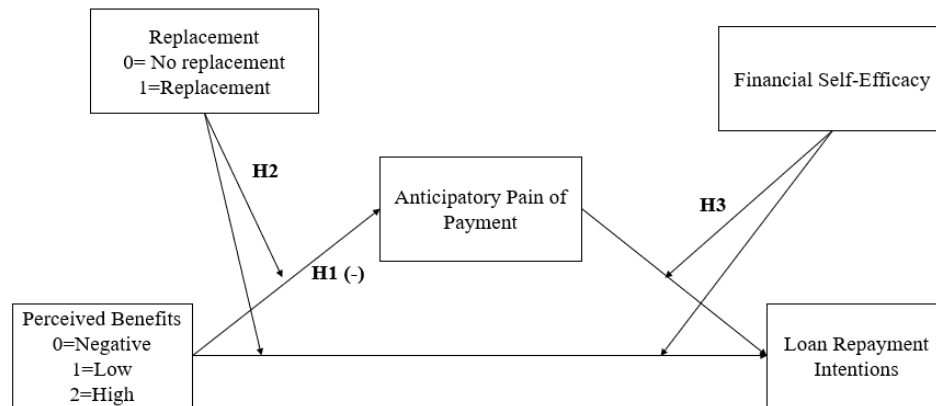 Replacement
0= No replacement
1=Replacement
Financial Self-Efficacy
H2
Anticipatory Pain of
Payment
H3
H1 (-)
Perceived Benefits
0=Negative
1=Low
2=High
Loan Repayment
Intentions